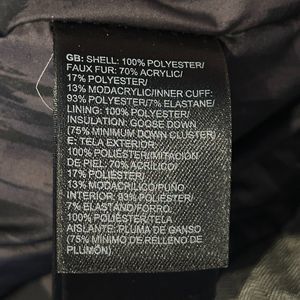 GB: SHELL: 100% POLYESTER/
FAUX FUR: 70% ACRYLIC/
17% POLYESTER/
13% MODACRYLIC/INNER CUFF:
93% POLYESTER/7% ELASTANE/
LINING: 100% POLYESTER/
INSULATION: GOOSE DOWN
(75% MINIMUM DOWN CLUSTER)
E: TELA EXTERIOR:
100% POLIÉSTER/IMITACIÓN
DE PIEL: 70% ACRÍLICO/
17% POLIÉSTER/
13% MODACRÍLICO/PUÑO
INTERIOR: 93% POLIÉSTER/
7% ELASTANO/FORRO:
100% POLIÉSTER/TELA
AISLANTE: PLUMA DE GANSO
(75% MÍNIMO DE RELLENO DE
PLUMÓN)